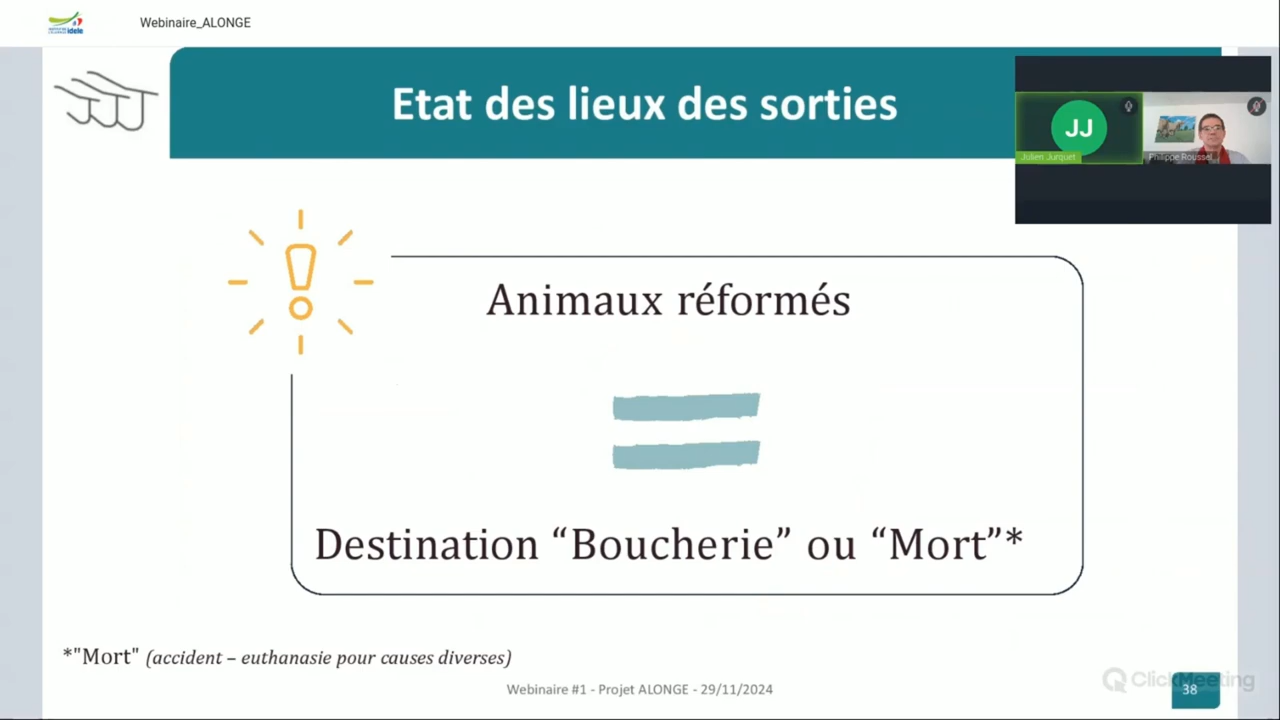 idele
Webinaire_ALONGE
Etat des lieux des sorties
JJ
Julien Jurquet
Philippe Roussel
Animaux réformés
Destination “Boucherie” ou “Mort”*
*"Mort" (accident – euthanasie pour causes diverses)
Webinaire #1 - Projet ALONGE - 29/11/2024
ClickMeeting
38